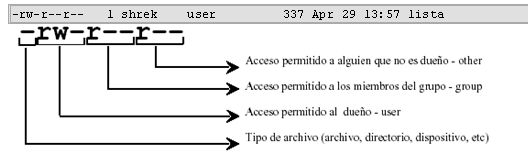 -rw-r--r-- 1 shrek user 337 Apr 29 13:57 lista
-rw-r--r--
Acceso permitido a alguien que no es dueño - other
Acceso permitido a los miembros del grupo - group
Acceso permitido al dueño - user
Tipo de archivo (archivo, directorio, dispositivo, etc)